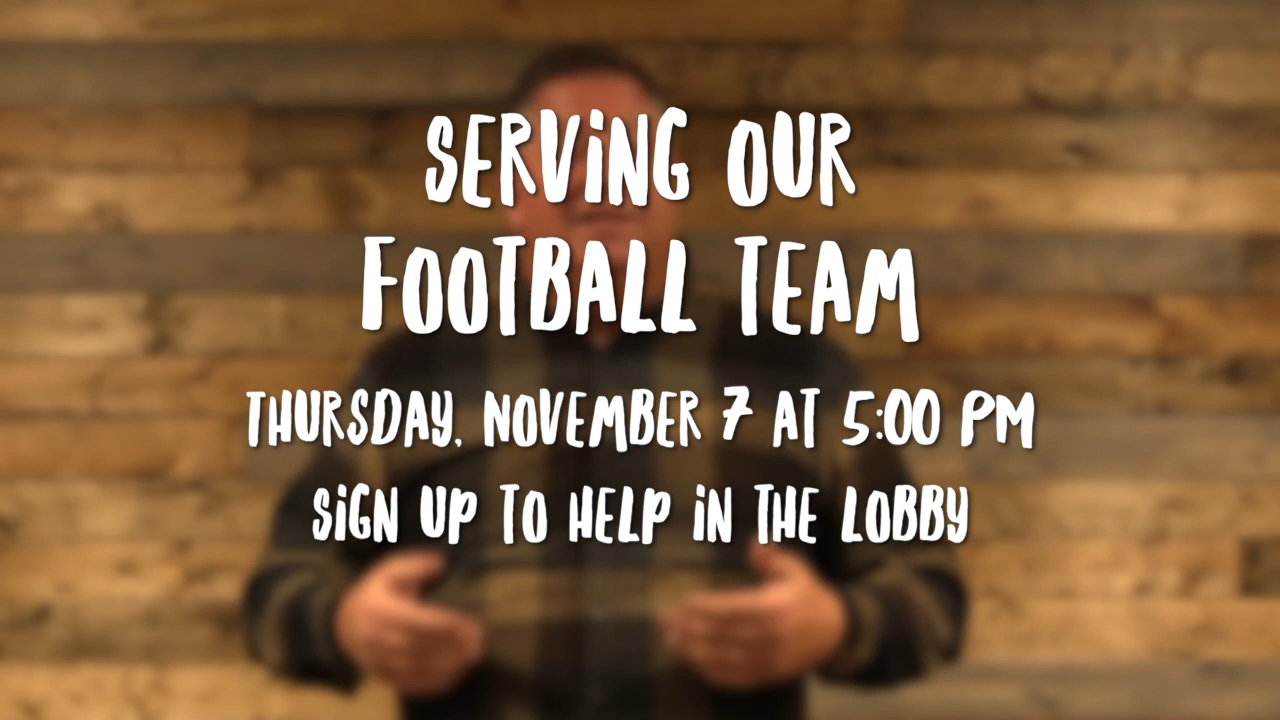 SERVING OUR
FOOTBALL TEAM
THURSDAY, NOVEMBER 7 AT 5:00 PM
SIGN UP TO HELP IN THE LOBBY